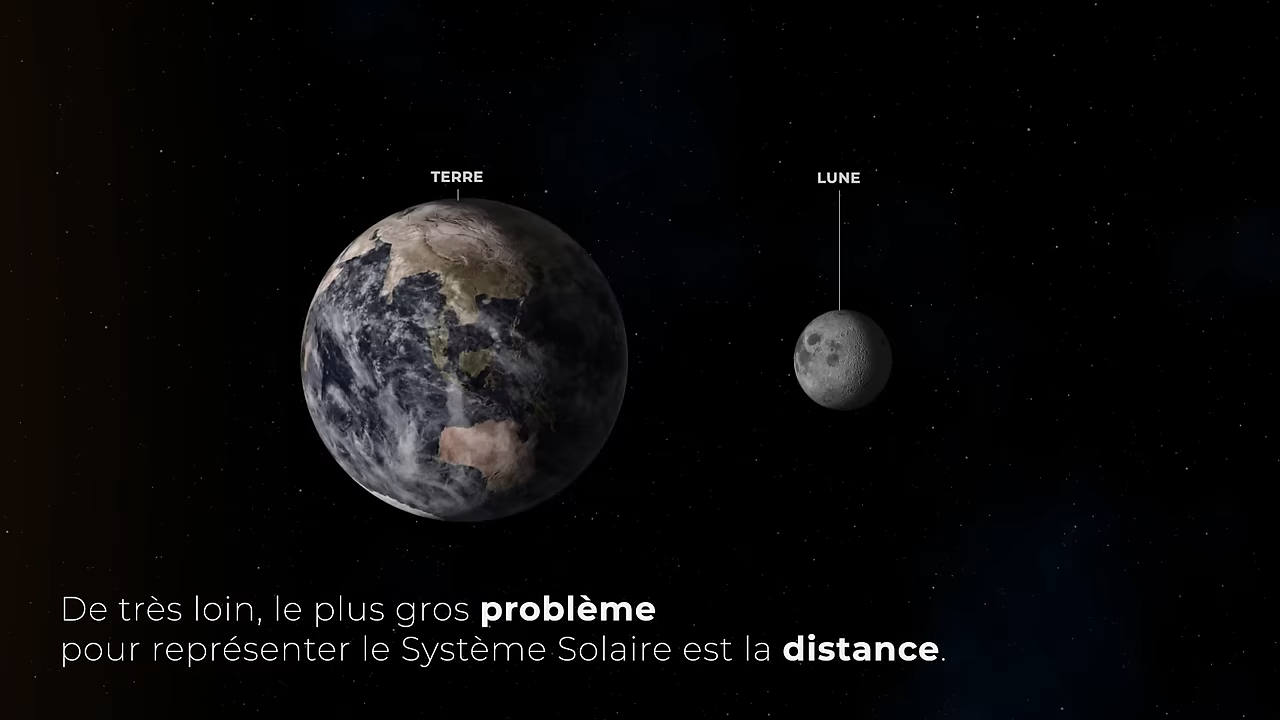 TERRE
LUNE
De très loin, le plus gros problème
pour représenter le Système Solaire est la distance.